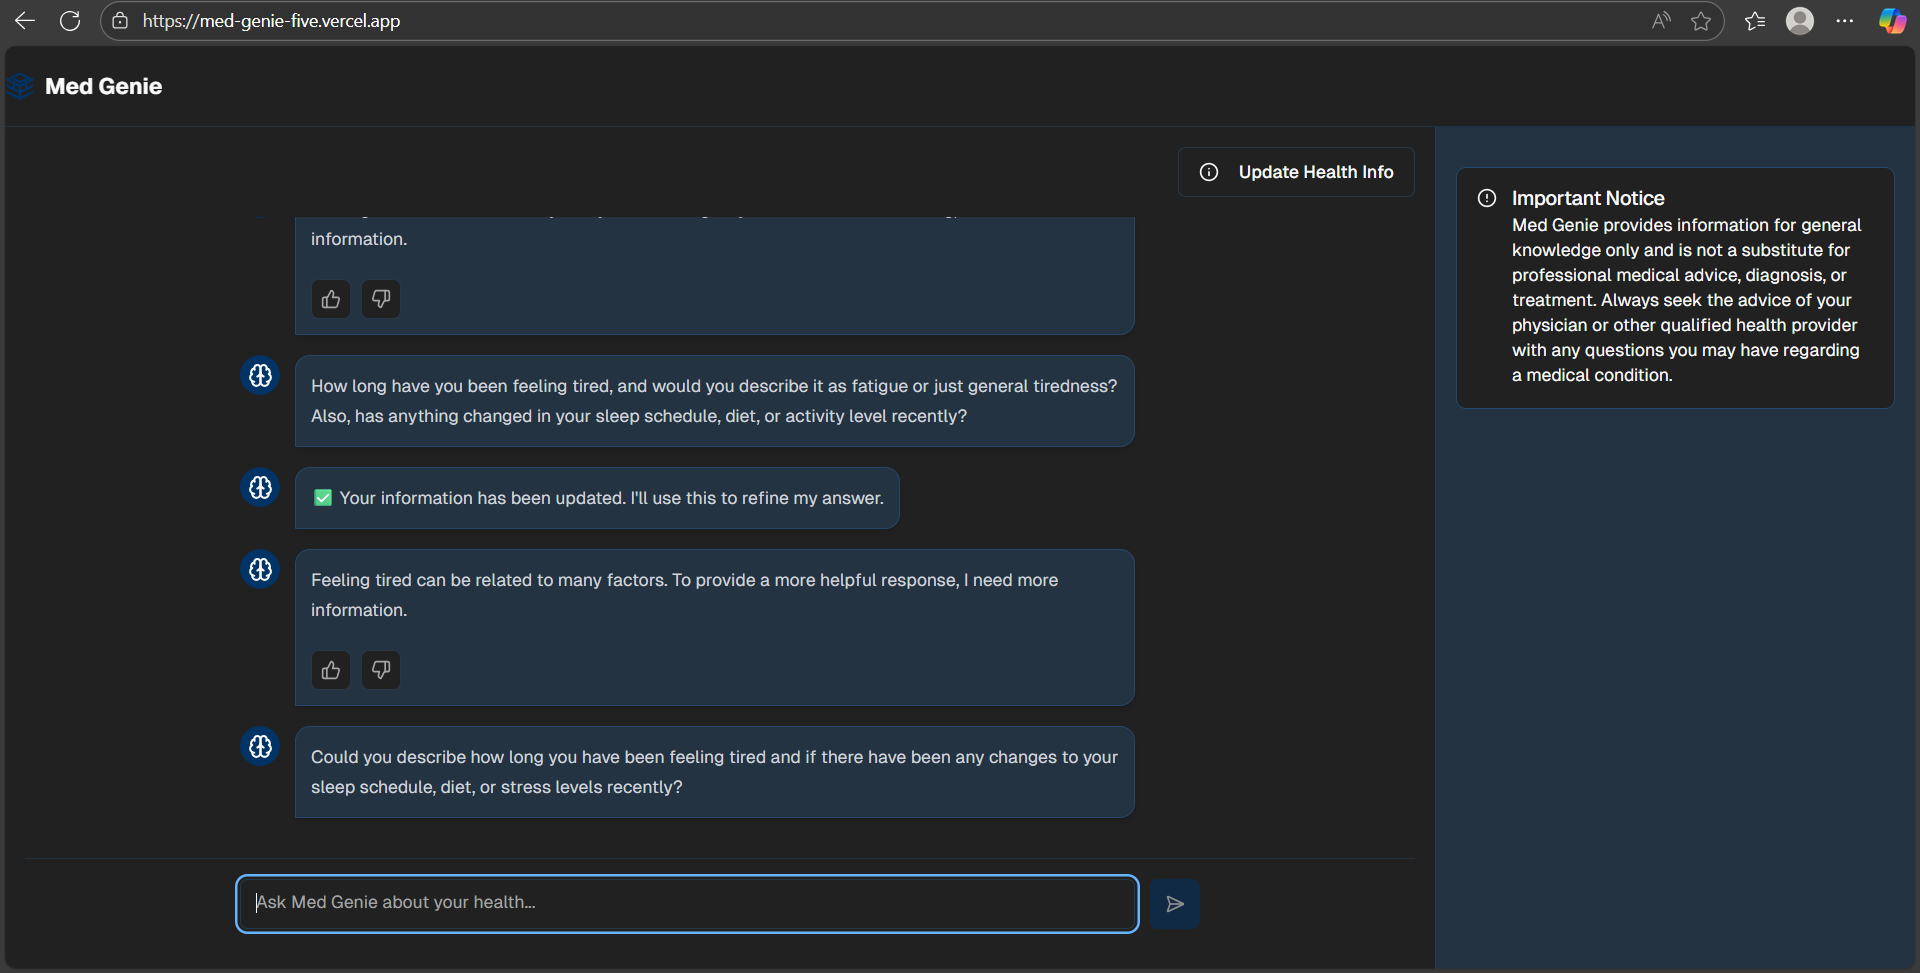 https://med-genie-five.vercel.app
Med Genie
Update Health Info
information.
How long have you been feeling tired, and would you describe it as fatigue or just general tiredness?
Also, has anything changed in your sleep schedule, diet, or activity level recently?
✅ Your information has been updated. I'll use this to refine my answer.
Feeling tired can be related to many factors. To provide a more helpful response, I need more
information.
Could you describe how long you have been feeling tired and if there have been any changes to your
sleep schedule, diet, or stress levels recently?
Ask Med Genie about your health...
Important Notice
Med Genie provides information for general
knowledge only and is not a substitute for
professional medical advice, diagnosis, or
treatment. Always seek the advice of your
physician or other qualified health provider
with any questions you may have regarding
a medical condition.